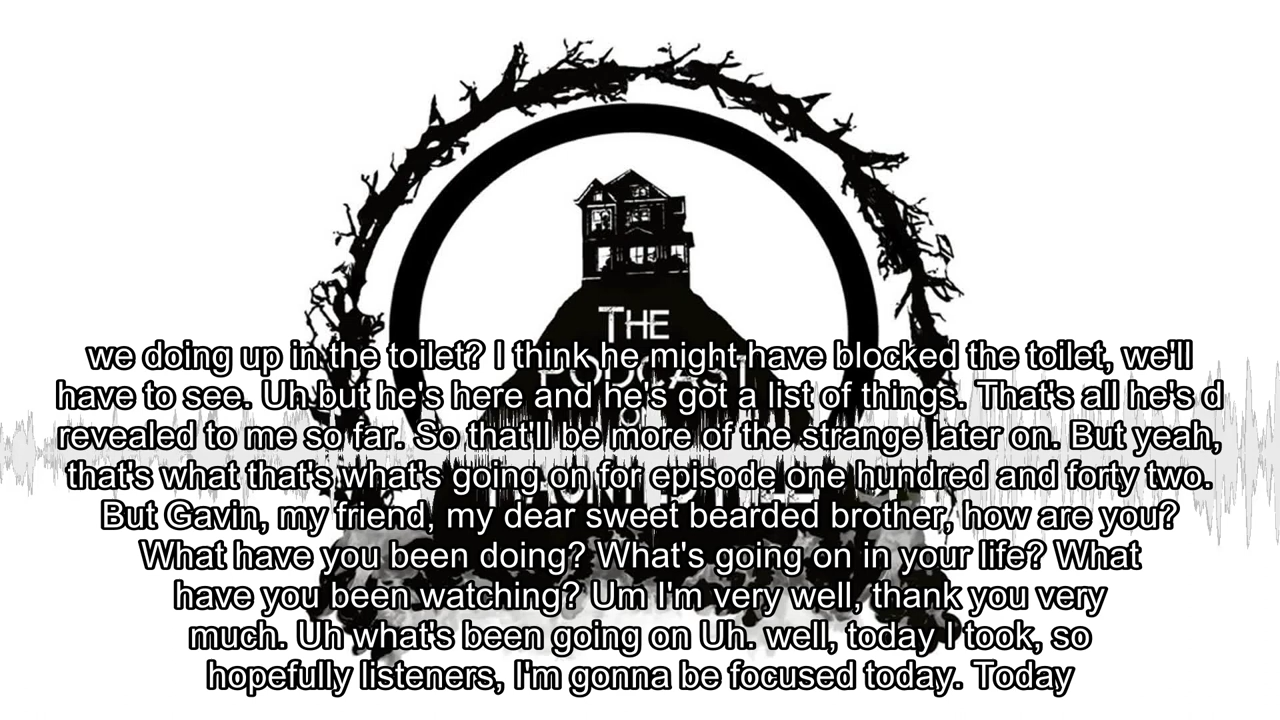 THE
PODCAST
we doing up in the toilet? I think he might have blocked the toilet, we'll
have to see. Uh but he's here and he's got a list of things. That's all he's d
revealed to me so far. So that'll be more of the strange later on. But yeah,
that's what that's what's going on for episode one hundred and forty two.
But Gavin, my friend, my dear sweet bearded brother, how are you?
What have you been doing? What's going on in your life? What
have you been watching? Um I'm very well, thank you very
much. Uh what's been going on Uh. well, today I took, so
hopefully listeners, I'm gonna be focused today. Today